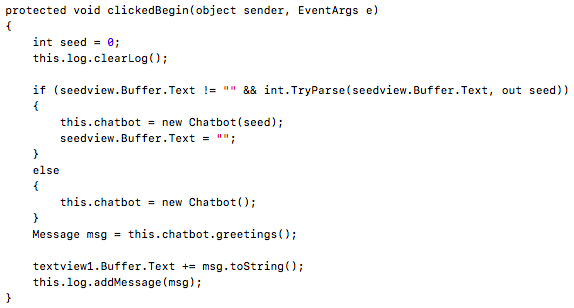 protected void clickedBegin(object sender, EventArgs e)
{
    int seed = 0;
    this.log.clearLog();

    if (seedview.Buffer.Text != "" && int.TryParse(seedview.Buffer.Text, out seed))
    {
        this.chatbot = new Chatbot(seed);
        seedview.Buffer.Text = "";
    }
    else
    {
        this.chatbot = new Chatbot();
    }
    Message msg = this.chatbot.greetings();

    textview1.Buffer.Text += msg.toString();
    this.log.addMessage(msg);
}